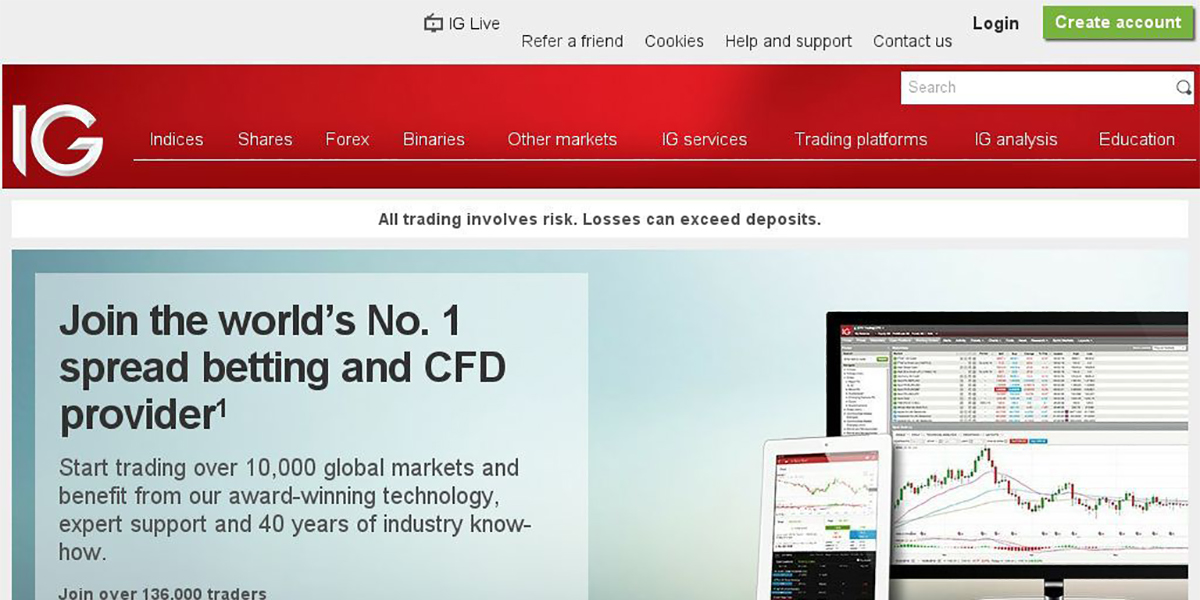 IG Live
Refer a friend
Cookies
Help and support
Contact us
Login
Create account
Search
IG
Indices
Shares
Forex
Binaries
Other markets
IG services
Trading platforms
IG analysis
Education
All trading involves risk. Losses can exceed deposits.
Join the world's No. 1
spread betting and CFD
provider¹
Start trading over 10,000 global markets and
benefit from our award-winning technology,
expert support and 40 years of industry know-
how.
Join over 136,000 traders
IG